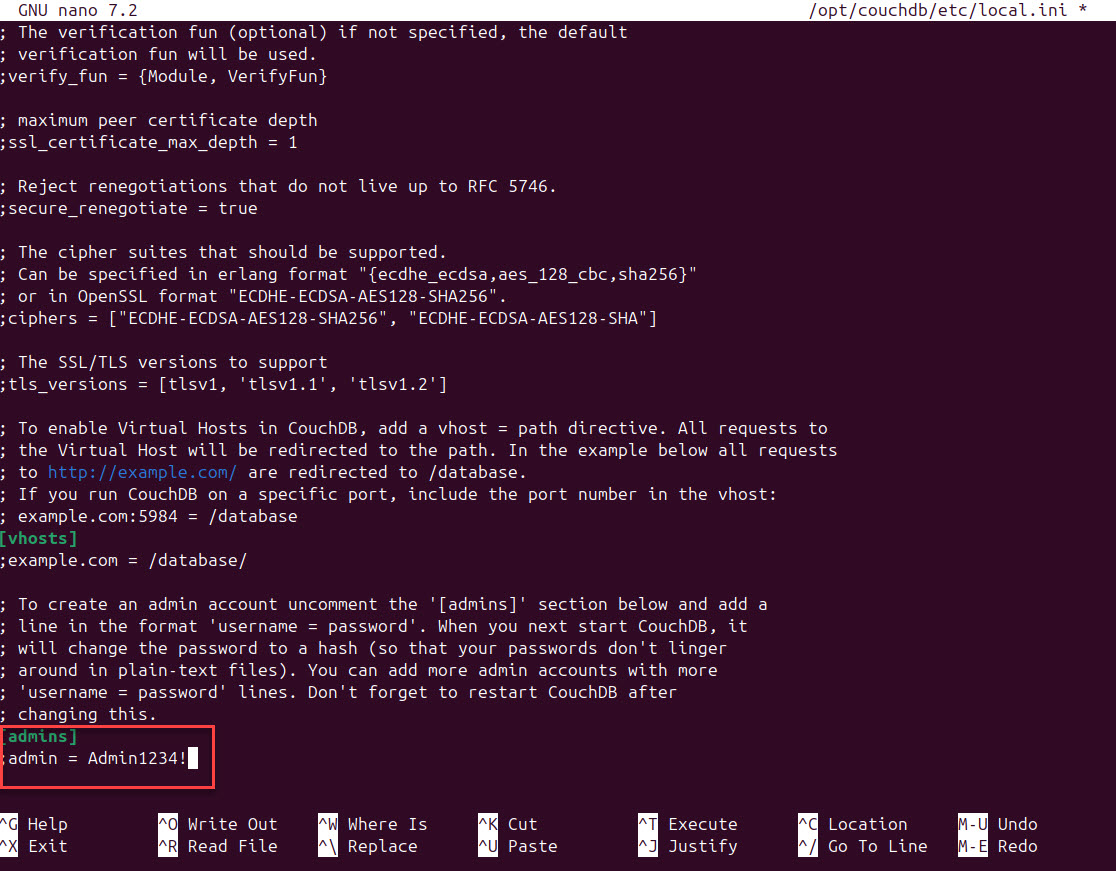 GNU nano 7.2 /opt/couchdb/etc/local.ini *
; The verification fun (optional) if not specified, the default
; verification fun will be used.
;verify_fun = {Module, VerifyFun}
; maximum peer certificate depth
;ssl_certificate_max_depth = 1
; Reject renegotiations that do not live up to RFC 5746.
;secure_renegotiate = true
; The cipher suites that should be supported.
; Can be specified in erlang format "{ecdhe_ecdsa,aes_128_cbc,sha256}"
; or in OpenSSL format "ECDHE-ECDSA-AES128-SHA256".
;ciphers = ["ECDHE-ECDSA-AES128-SHA256", "ECDHE-ECDSA-AES128-SHA"]
; The SSL/TLS versions to support
;tls_versions = [tlsv1, 'tlsv1.1', 'tlsv1.2']
; To enable Virtual Hosts in CouchDB, add a vhost = path directive. All requests to
; the Virtual Host will be redirected to the path. In the example below all requests
; to http://example.com/ are redirected to /database.
; If you run CouchDB on a specific port, include the port number in the vhost:
; example.com:5984 = /database
[vhosts]
;example.com = /database/
; To create an admin account uncomment the '[admins]' section below and add a
; line in the format 'username = password'. When you next start CouchDB, it
; will change the password to a hash (so that your passwords don't linger
; around in plain-text files). You can add more admin accounts with more
; 'username = password' lines. Don't forget to restart CouchDB after
; changing this.
[admins]
;admin = Admin1234!
^G Help ^O Write Out ^W Where Is ^K Cut ^T Execute ^C Location M-U Undo
^X Exit ^R Read File ^\ Replace ^U Paste ^J Justify ^/ Go To Line M-E Redo